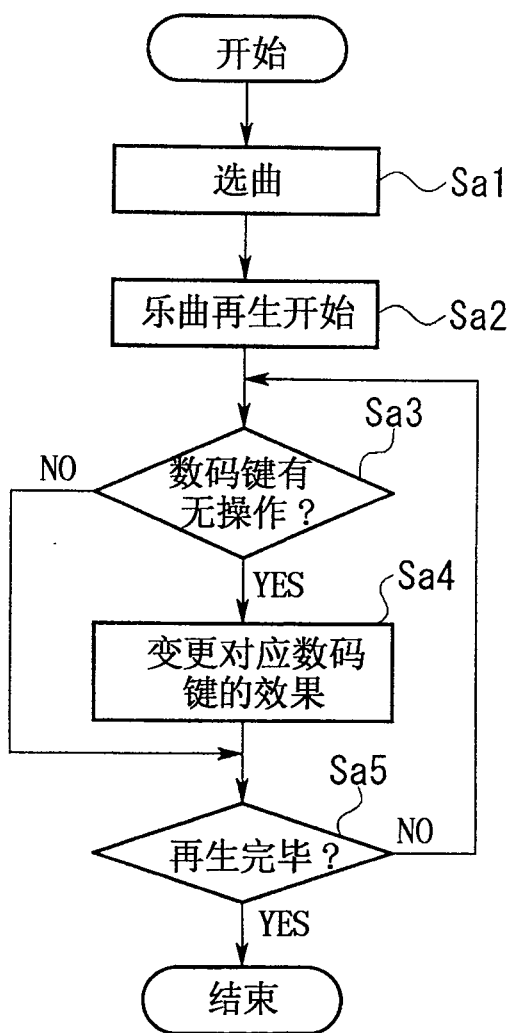 开始
选曲
Sa1
乐曲再生开始
Sa2
Sa3
NO
数码键有
无操作？
YES
Sa4
变更对应数码
键的效果
Sa5
再生完毕？
NO
YES
结束